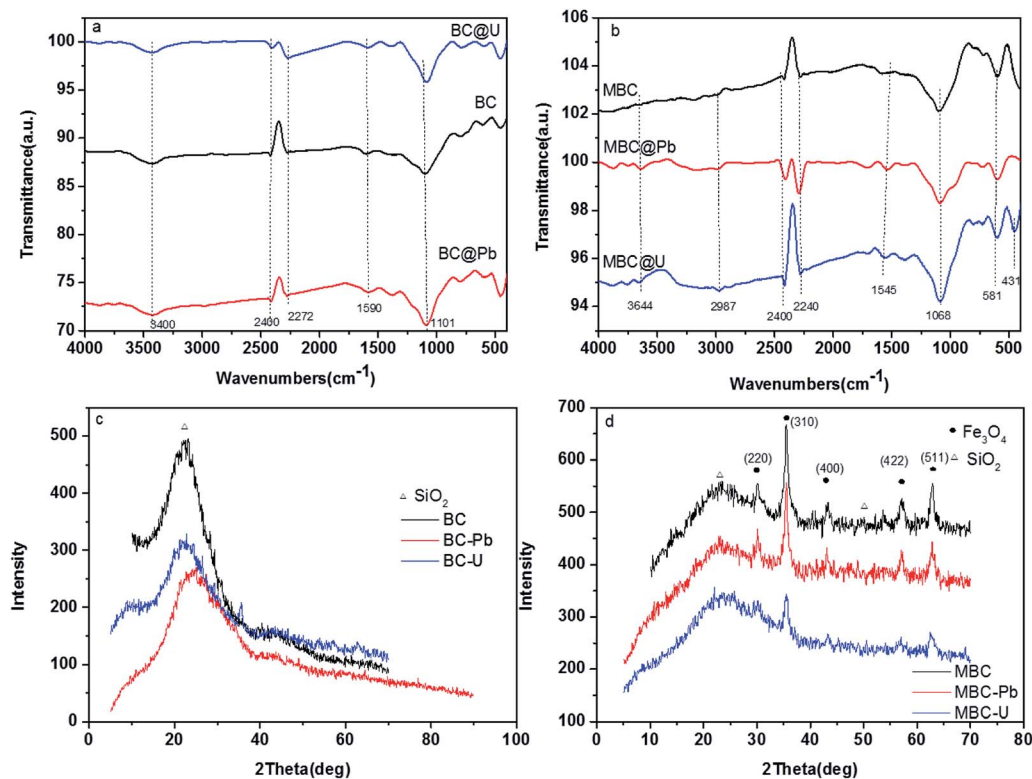 a
BC@U
BC
BC@Pb
3400
2400
2272
1590
1101
100
95
90
85
80
75
70
Transmittance(a.u.)
4000 3500 3000 2500 2000 1500 1000 500
Wavenumbers(cm⁻¹)
b
MBC
MBC@Pb
MBC@U
3644
2987
2400
2240
1545
1068
581
431
106
104
102
100
98
96
94
Transmittance(a.u.)
4000 3500 3000 2500 2000 1500 1000 500
Wavenumbers(cm⁻¹)
c
△ SiO₂
BC
BC-Pb
BC-U
500
400
300
200
100
0
Intensity
0 20 40 60 80 100
2Theta(deg)
d
(310)
(220)
(400)
(422)
(511)
• Fe₃O₄
△ SiO₂
MBC
MBC-Pb
MBC-U
700
600
500
400
300
200
100
Intensity
0 10 20 30 40 50 60 70 80
2Theta(deg)